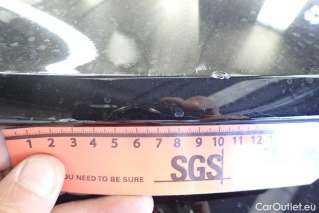 1 2 3 4 5 6 7 8 9 10 11 12
YOU NEED TO BE SURE SGS
CarOutlet.eu